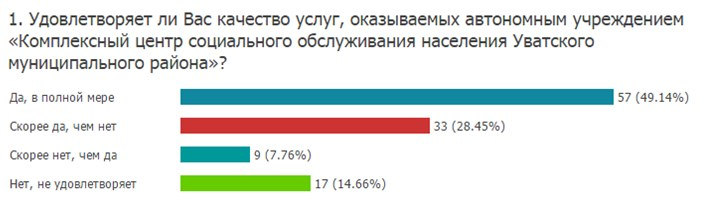 1. Удовлетворяет ли Вас качество услуг, оказываемых автономным учреждением
«Комплексный центр социального обслуживания населения Уватского
муниципального района»?
Да, в полной мере 57 (49.14%)
Скорее да, чем нет 33 (28.45%)
Скорее нет, чем да 9 (7.76%)
Нет, не удовлетворяет 17 (14.66%)